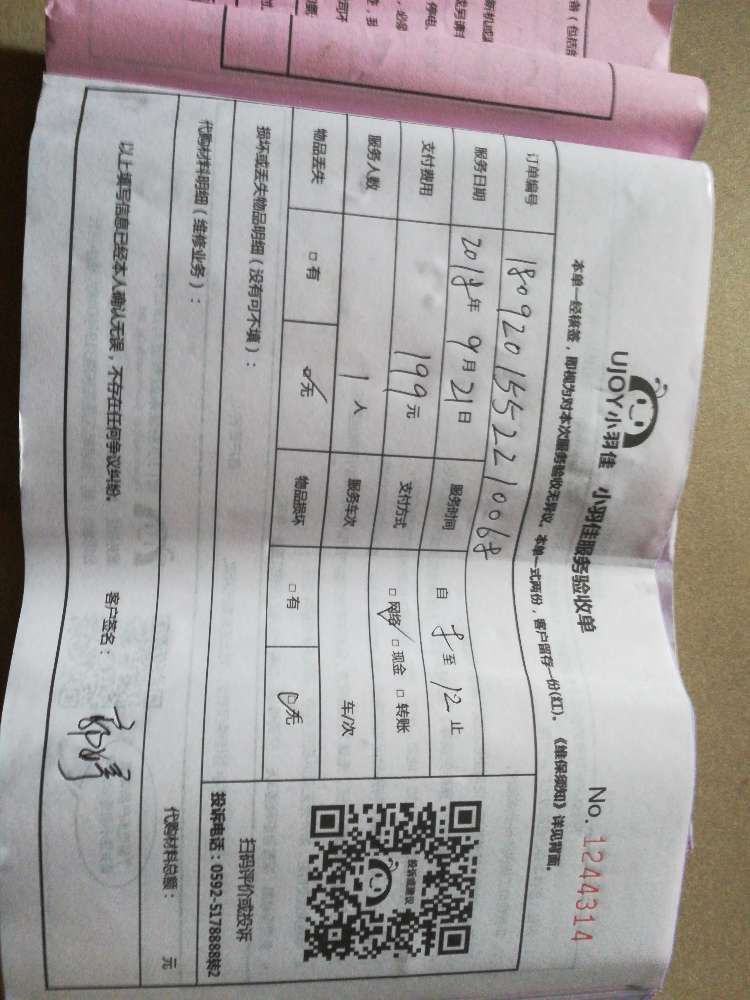 UJOY小羽佳 小羽佳服务验收单
No. 1244314
本单一经核签，即视为对本次服务验收无异议。本单一式两份，客户留存一份(红)。《维保须知》详见背面。
订单编号 1809201552210068
服务日期 2018年9月21日 服务时间 自 8 至 12 止
支付费用 199元 支付方式 □网络 □现金 □转账
服务人数 1人 服务车次 车/次
物品丢失 □有 □无 物品损坏 □有 □无
损坏或丢失物品明细（没有可不填）：
投诉或建议
扫码评价或投诉
投诉电话：0592-5178888转2
代购材料明细（维修业务）：
代购材料总额： 元
以上填写信息已经本人确认无误，不存在任何争议纠纷。
客户签名：